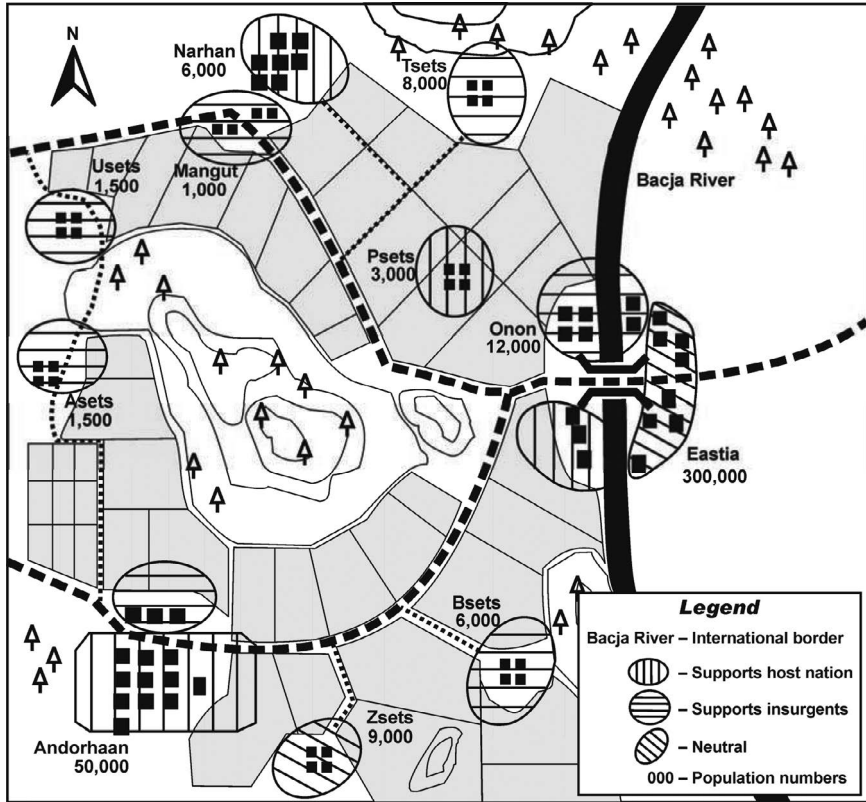 N
Narhan
6,000
Tsets
8,000
Usets
1,500
Mangut
1,000
Bacja River
Psets
3,000
Onon
12,000
Asets
1,500
Eastia
300,000
Bsets
6,000
Zsets
9,000
Andorhaan
50,000
Legend
Bacja River – International border
– Supports host nation
– Supports insurgents
– Neutral
000 – Population numbers